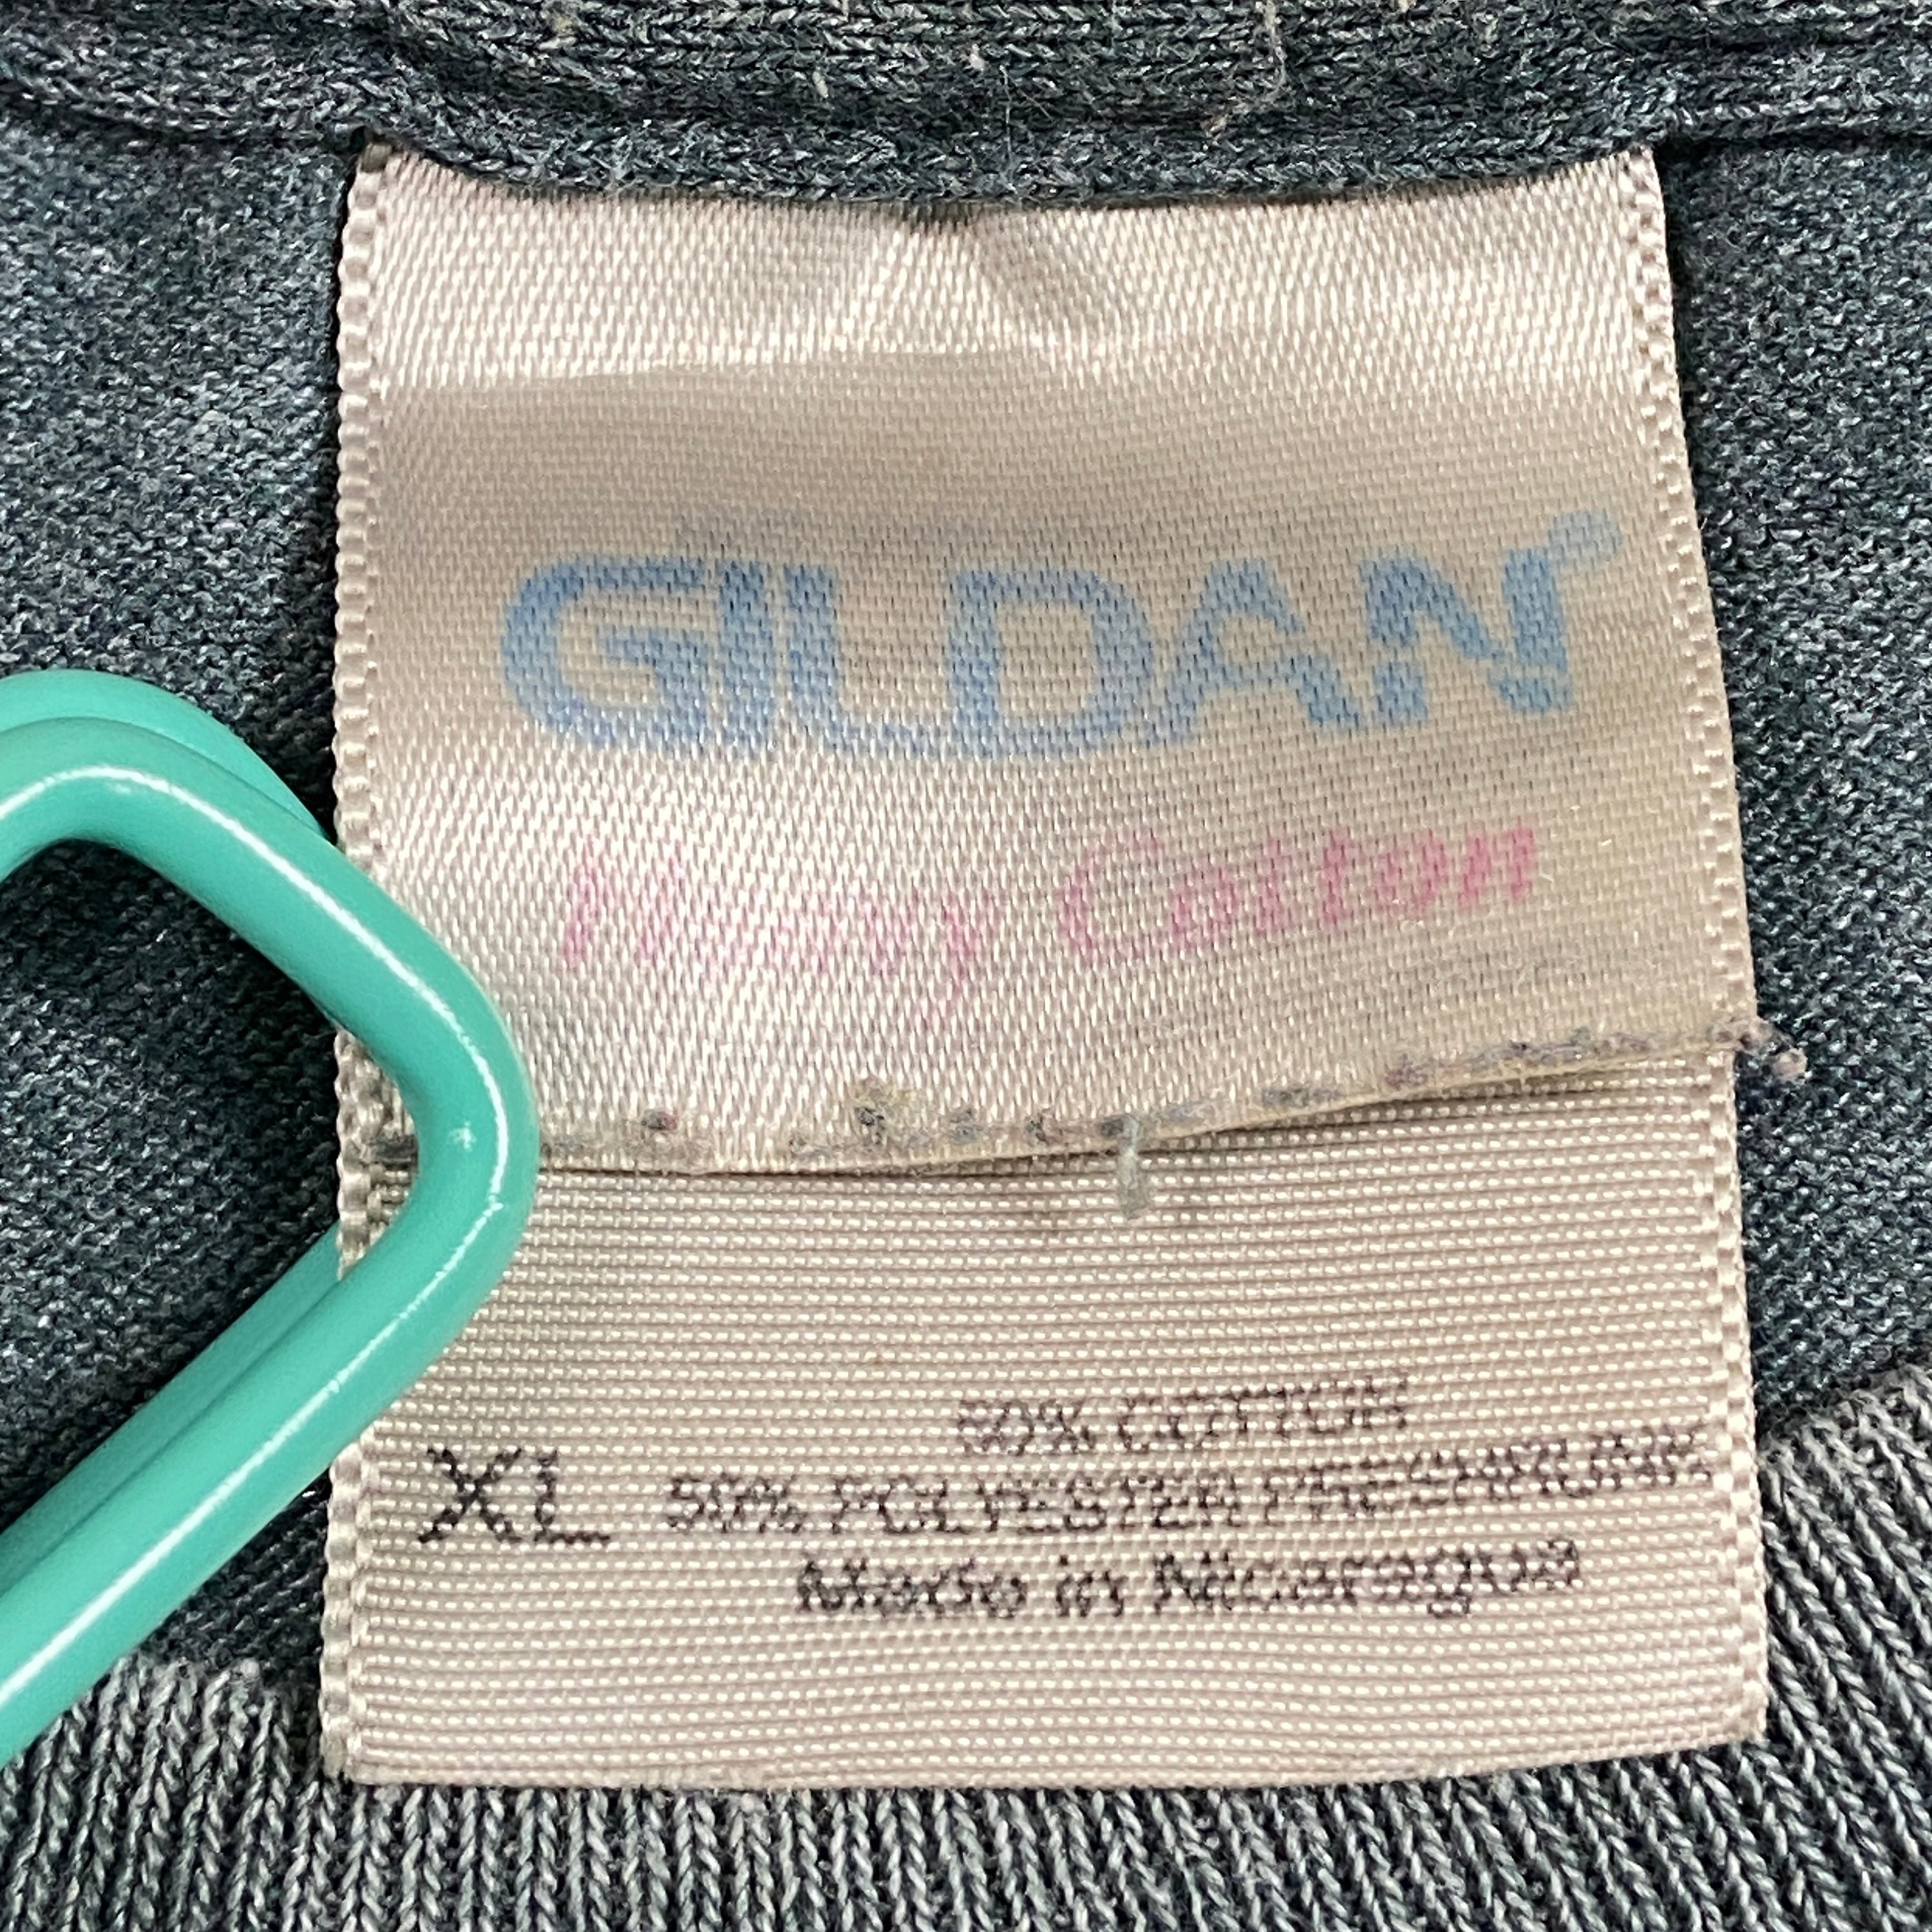 GILDAN
Heavy Cotton
50% COTTON
XL 50% POLYESTER PRESHRUNK
Made in Nicaragua